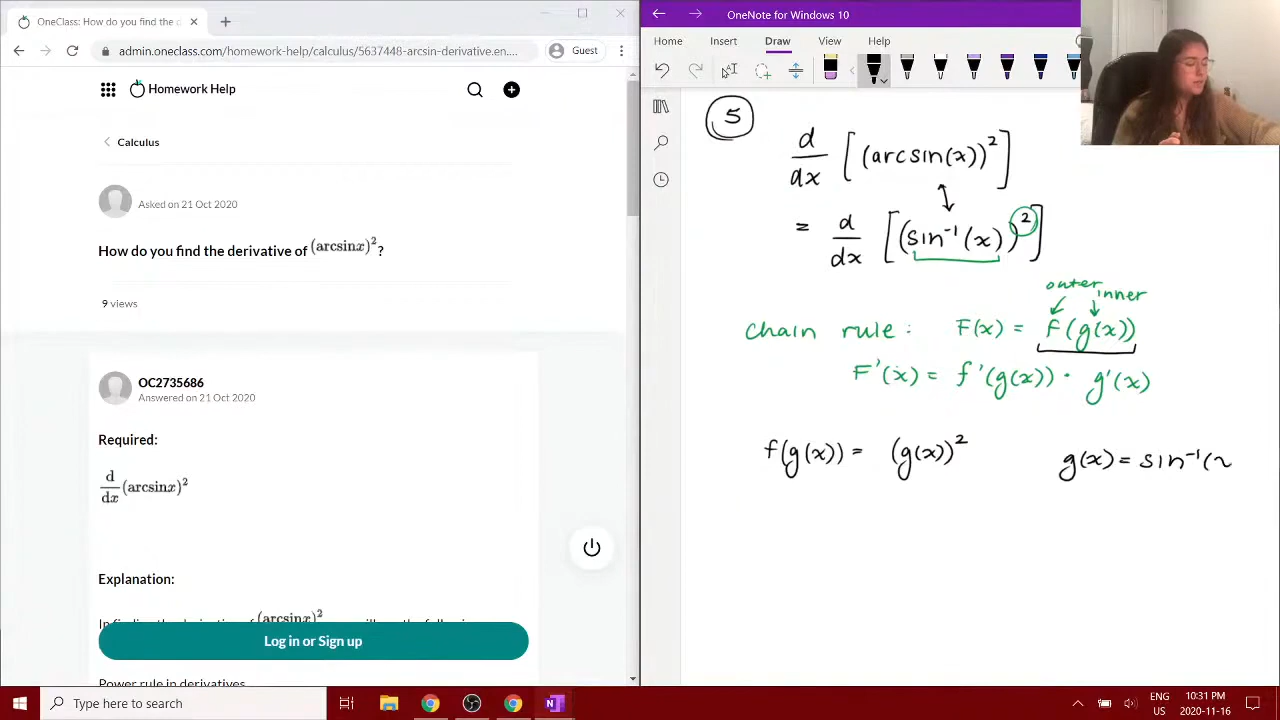 OneClass: How do you find the d
admin.oneclass.com/homework-help/calculus/5637448-arcsin-derivative.en....
Guest
Homework Help
Calculus
Asked on 21 Oct 2020
How do you find the derivative of (arcsinx)²?
9 views
OC2735686
Answered on 21 Oct 2020
Required:
d/dx (arcsinx)²
Explanation:
Log in or Sign up
Power rule in derivatives
OneNote for Windows 10
Home Insert Draw View Help
5
d/dx [(arcsin(x))²]
= d/dx [(sin⁻¹(x))²]
outer
inner
chain rule: F(x) = f(g(x))
F'(x) = f'(g(x)) · g'(x)
f(g(x)) = (g(x))² g(x) = sin⁻¹(
Type here to search
ENG 10:31 PM
US 2020-11-16